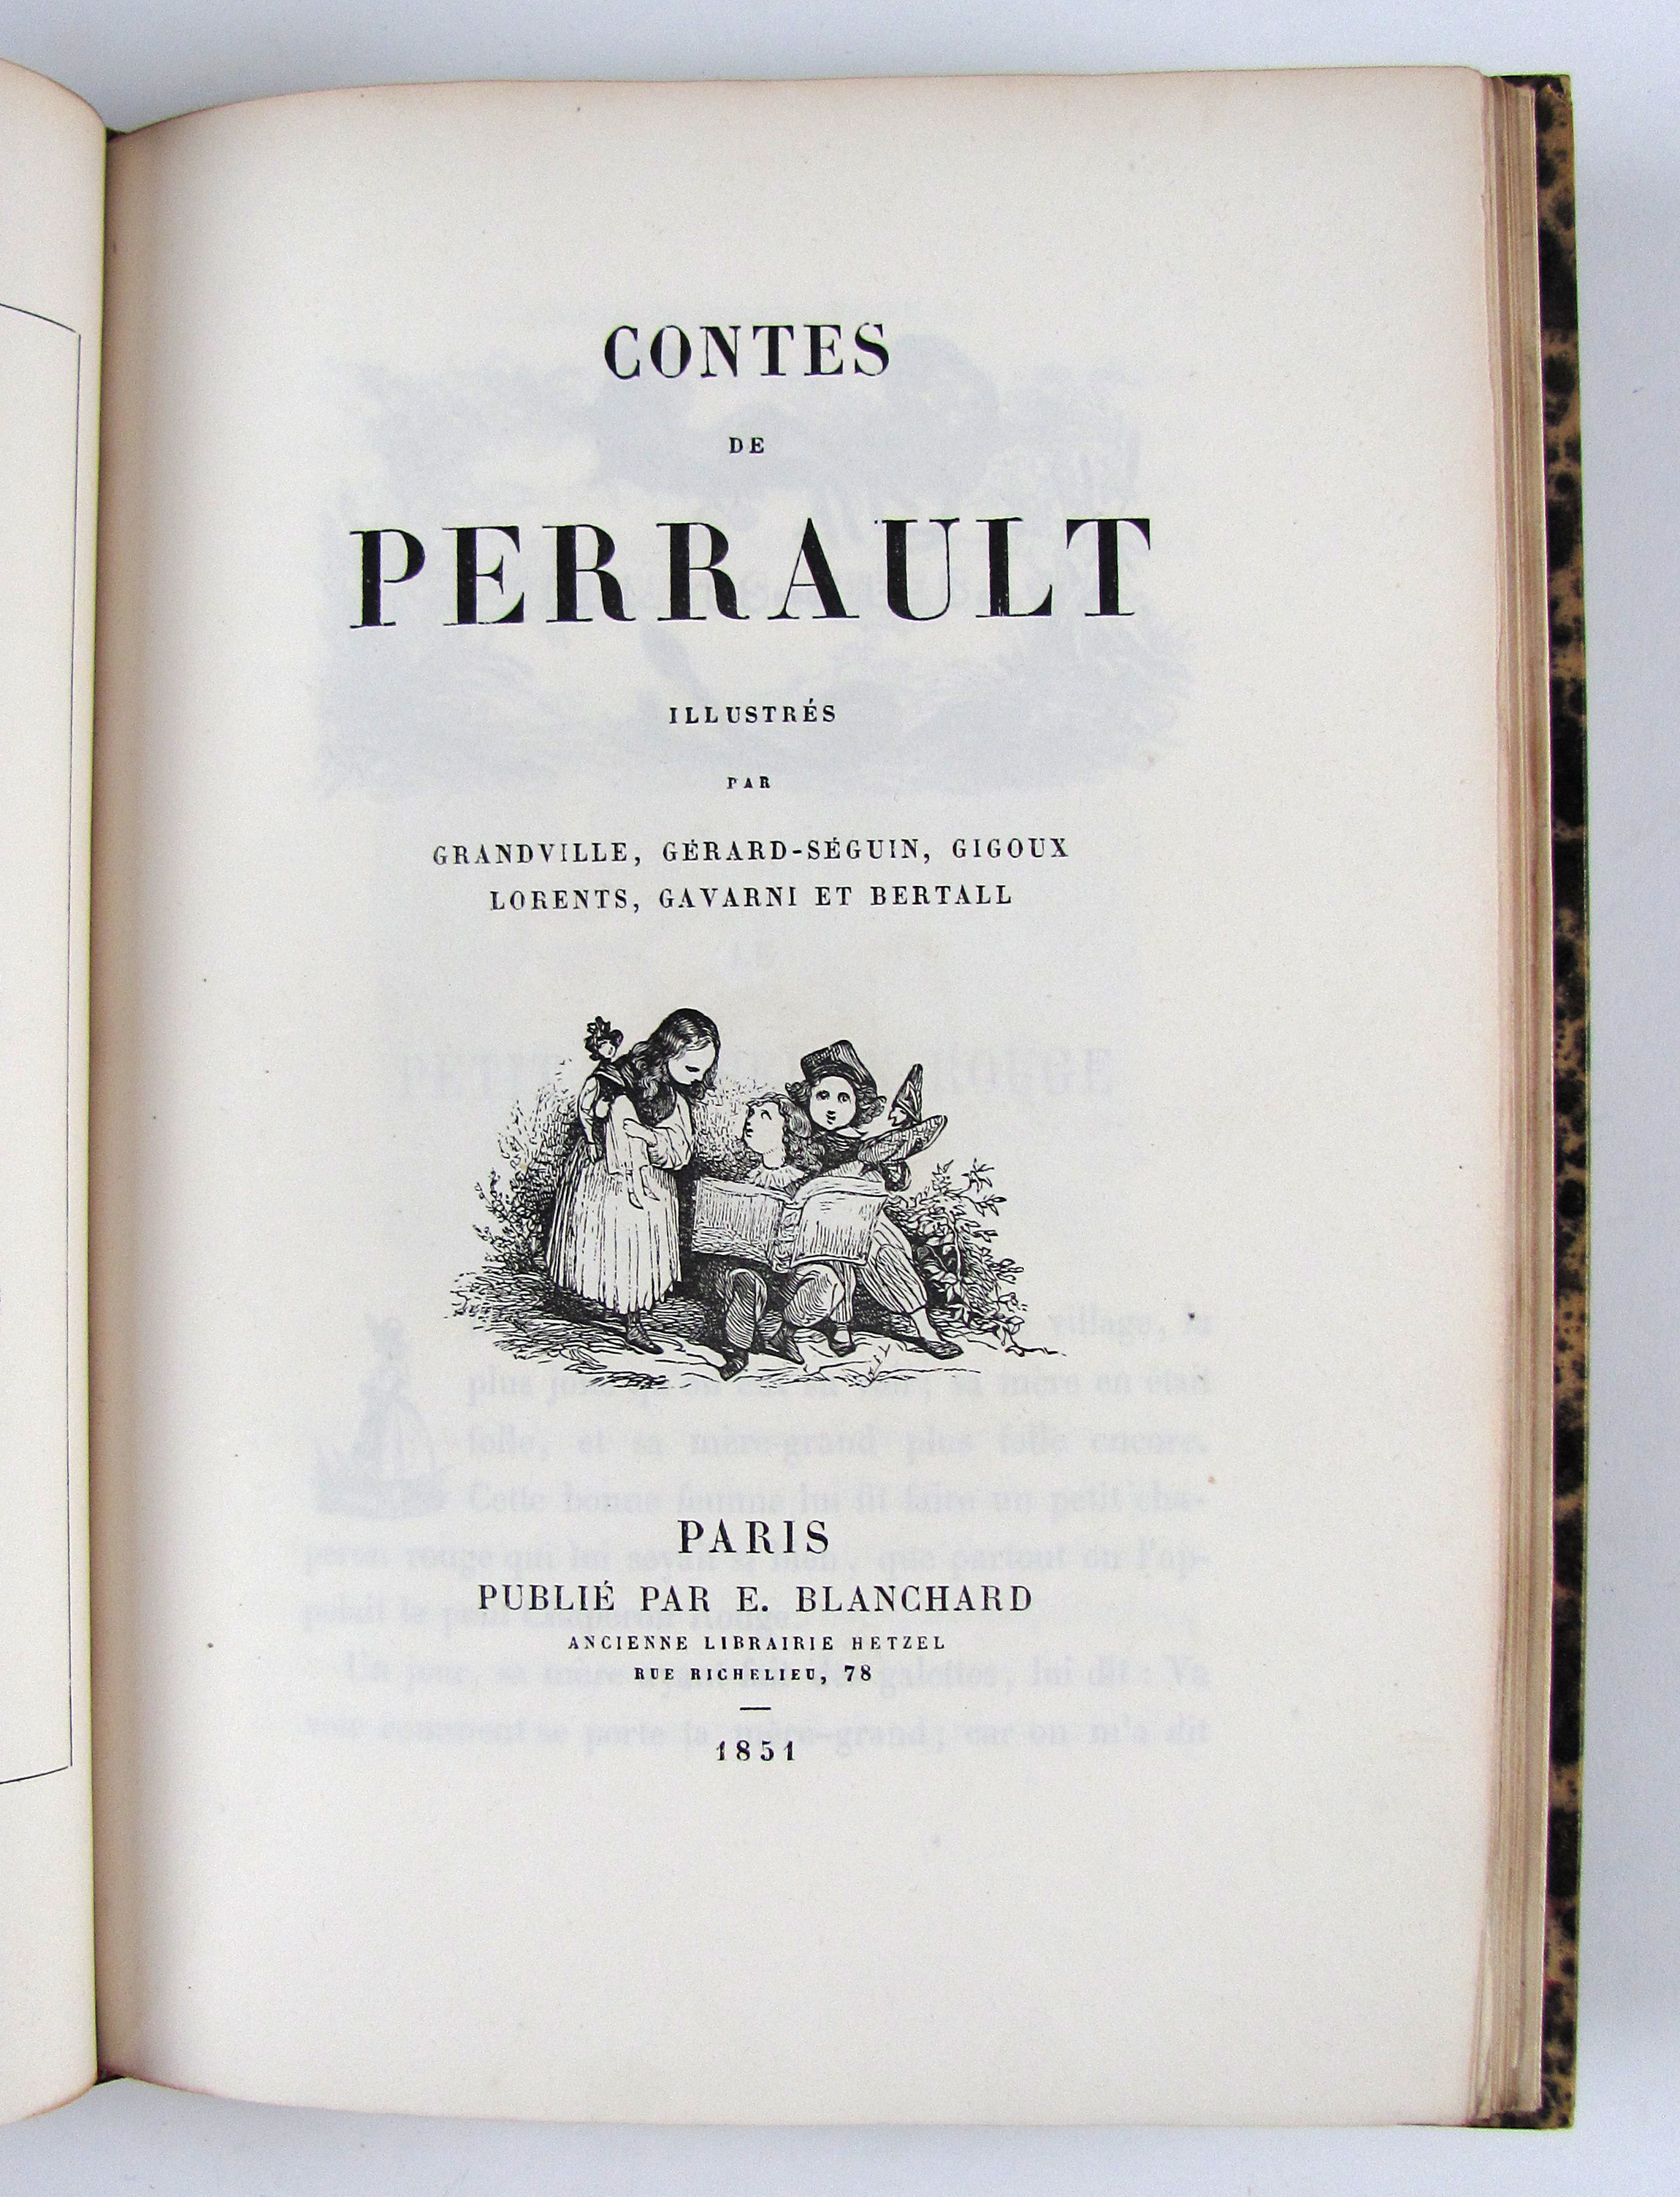 CONTES
DE
PERRAULT
ILLUSTRÉS
PAR
GRANDVILLE, GÉRARD-SÉGUIN, GIGOUX
LORENTS, GAVARNI ET BERTALL
PARIS
PUBLIÉ PAR E. BLANCHARD
ANCIENNE LIBRAIRIE HETZEL
RUE RICHELIEU, 78
1851